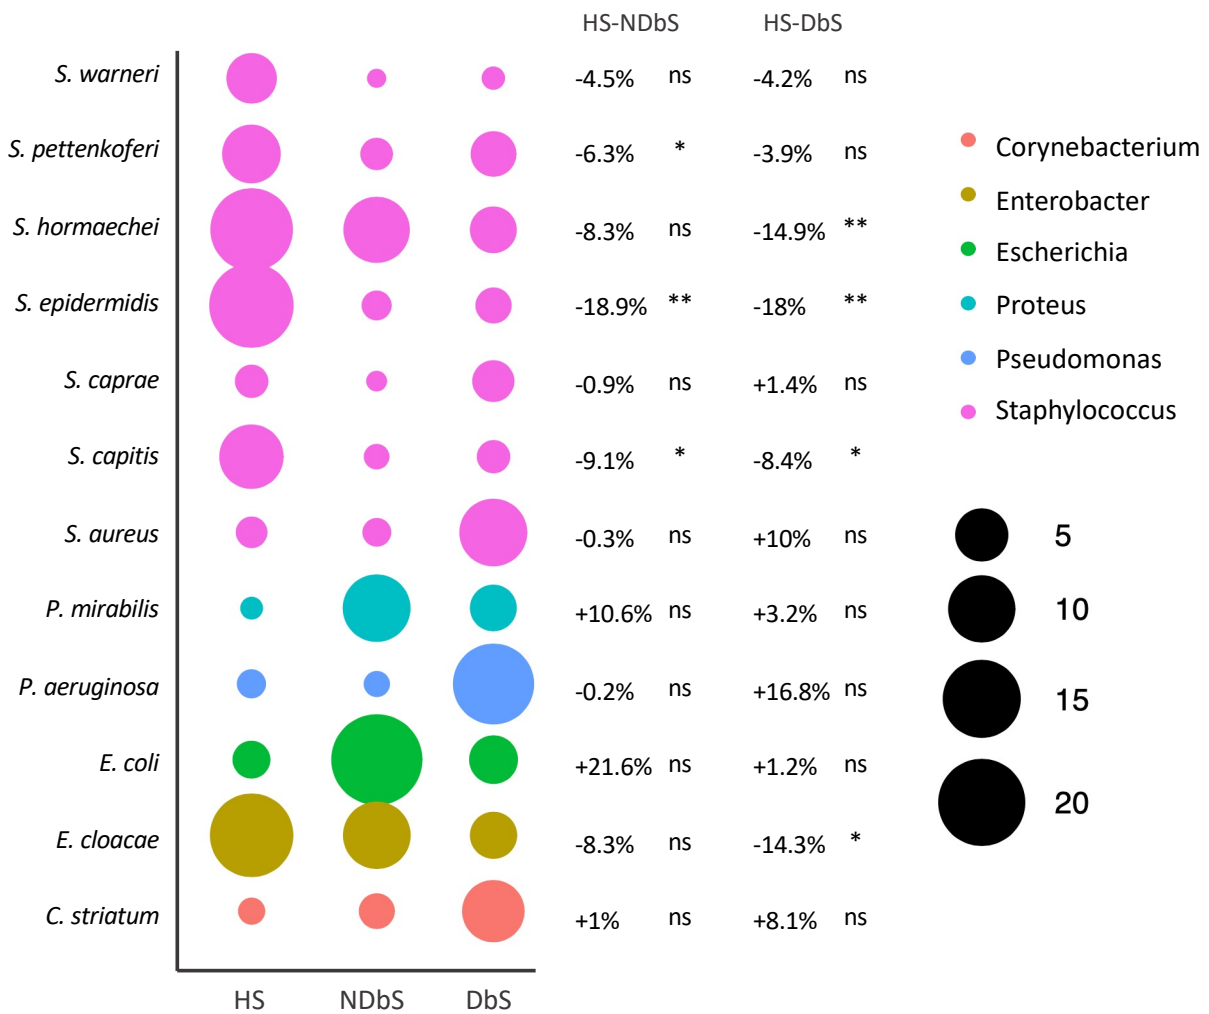 HS-NDbS HS-DbS
S. warneri -4.5% ns -4.2% ns
S. pettenkoferi -6.3% * -3.9% ns
S. hormaechei -8.3% ns -14.9% **
S. epidermidis -18.9% ** -18% **
S. caprae -0.9% ns +1.4% ns
S. capitis -9.1% * -8.4% *
S. aureus -0.3% ns +10% ns
P. mirabilis +10.6% ns +3.2% ns
P. aeruginosa -0.2% ns +16.8% ns
E. coli +21.6% ns +1.2% ns
E. cloacae -8.3% ns -14.3% *
C. striatum +1% ns +8.1% ns
HS NDbS DbS
Corynebacterium
Enterobacter
Escherichia
Proteus
Pseudomonas
Staphylococcus
5
10
15
20